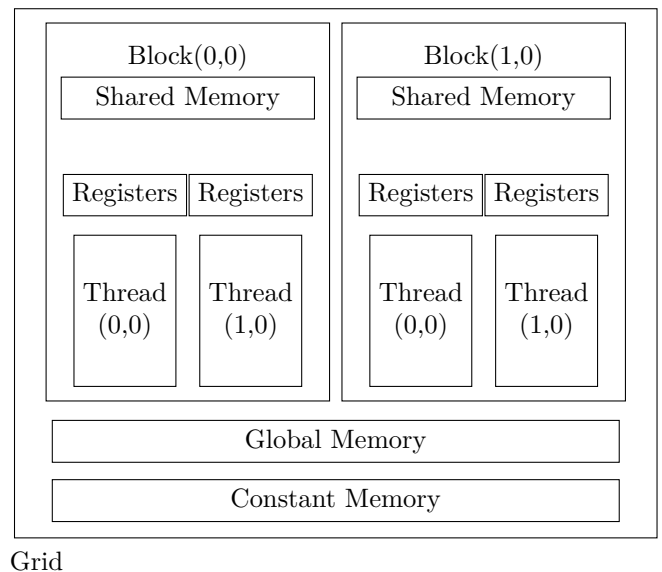 Block(0,0)
Shared Memory
Registers Registers
Thread
(0,0)
Thread
(1,0)
Block(1,0)
Shared Memory
Registers Registers
Thread
(0,0)
Thread
(1,0)
Global Memory
Constant Memory
Grid